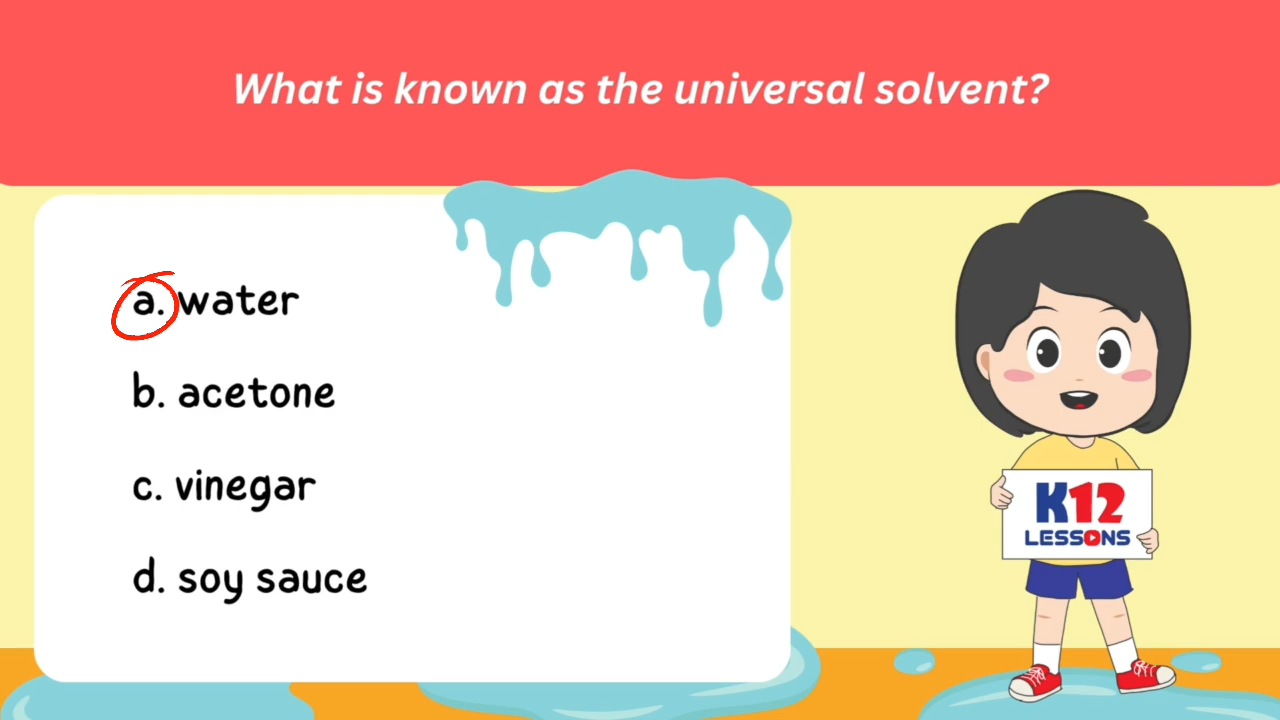 What is known as the universal solvent?
a. water
b. acetone
c. vinegar
d. soy sauce
K12
LESSONS